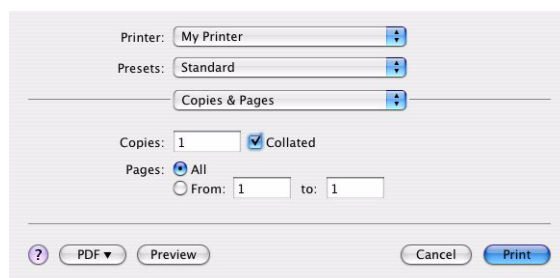 Printer: My Printer
Presets: Standard
Copies & Pages
Copies: 1 Collated
Pages: All
From: 1 to: 1
? PDF▼ Preview Cancel Print